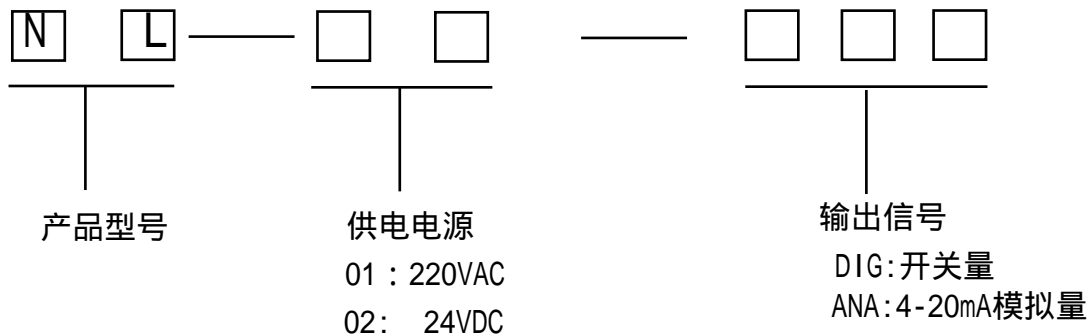 N L
产品型号
供电电源
01：220VAC
02: 24VDC
输出信号
DIG:开关量
ANA:4-20mA模拟量